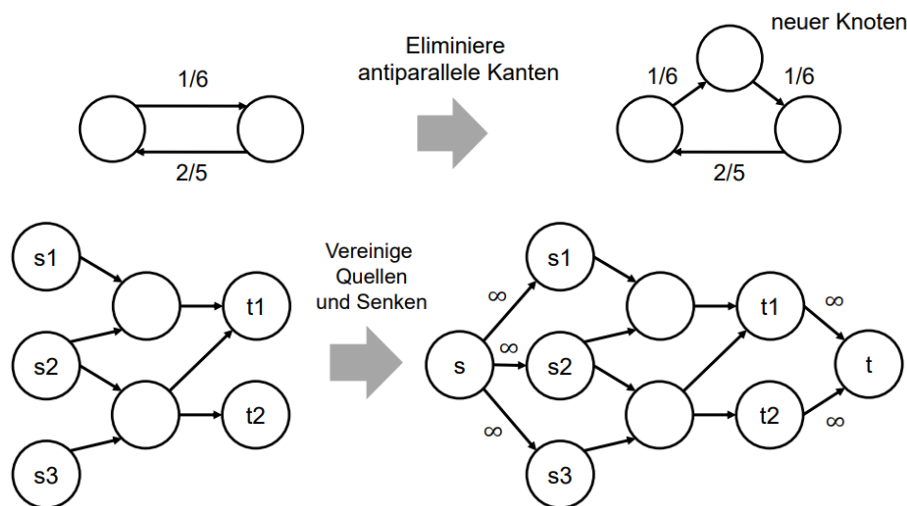 Eliminiere
antiparallele Kanten
neuer Knoten
1/6
2/5
1/6
1/6
2/5
Vereinige
Quellen
und Senken
s1
s2
s3
t1
t2
s
∞
∞
∞
s1
s2
s3
t1
t2
∞
∞
t